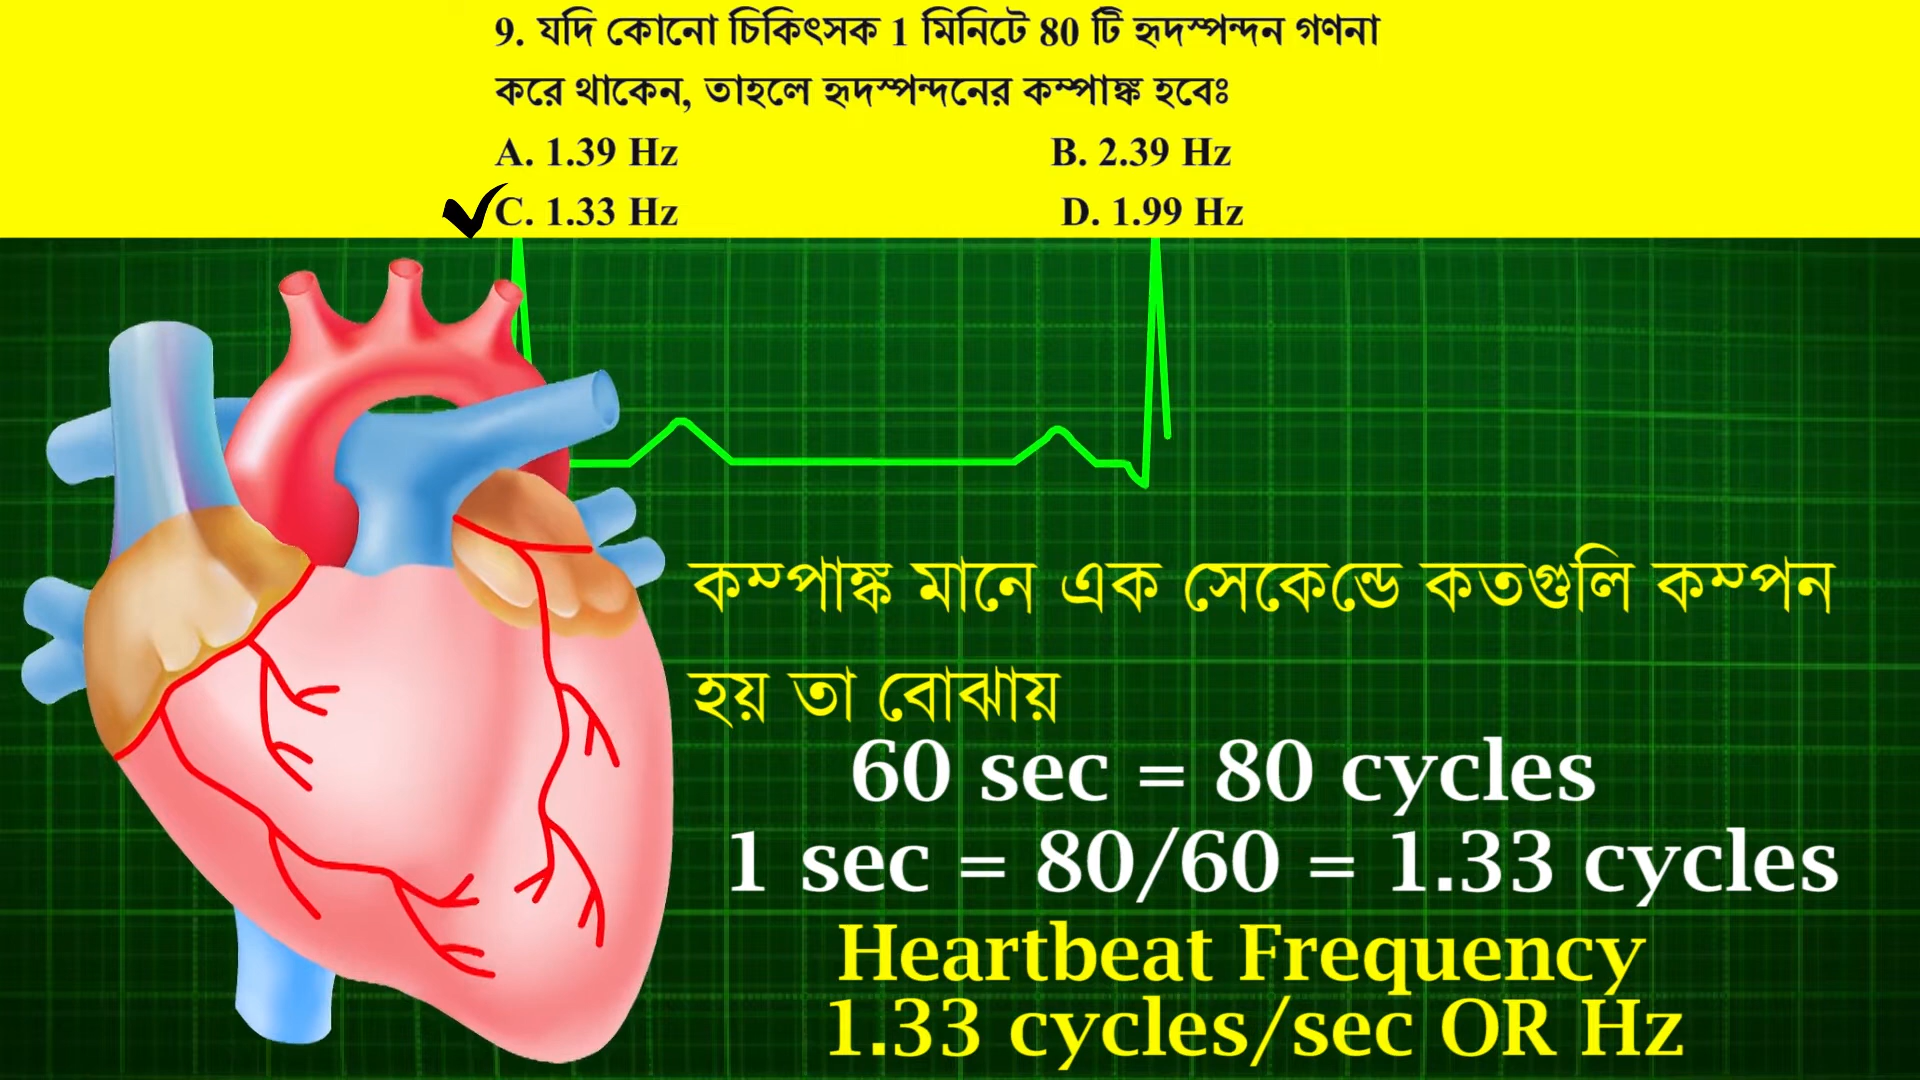 9. যদি কোনো চিকিৎসক 1 মিনিটে 80 টি হৃদস্পন্দন গণনা
করে থাকেন, তাহলে হৃদস্পন্দনের কম্পাঙ্ক হবেঃ
A. 1.39 Hz B. 2.39 Hz
C. 1.33 Hz D. 1.99 Hz
কম্পাঙ্ক মানে এক সেকেন্ডে কতগুলি কম্পন
হয় তা বোঝায়
60 sec = 80 cycles
1 sec = 80/60 = 1.33 cycles
Heartbeat Frequency
1.33 cycles/sec OR Hz